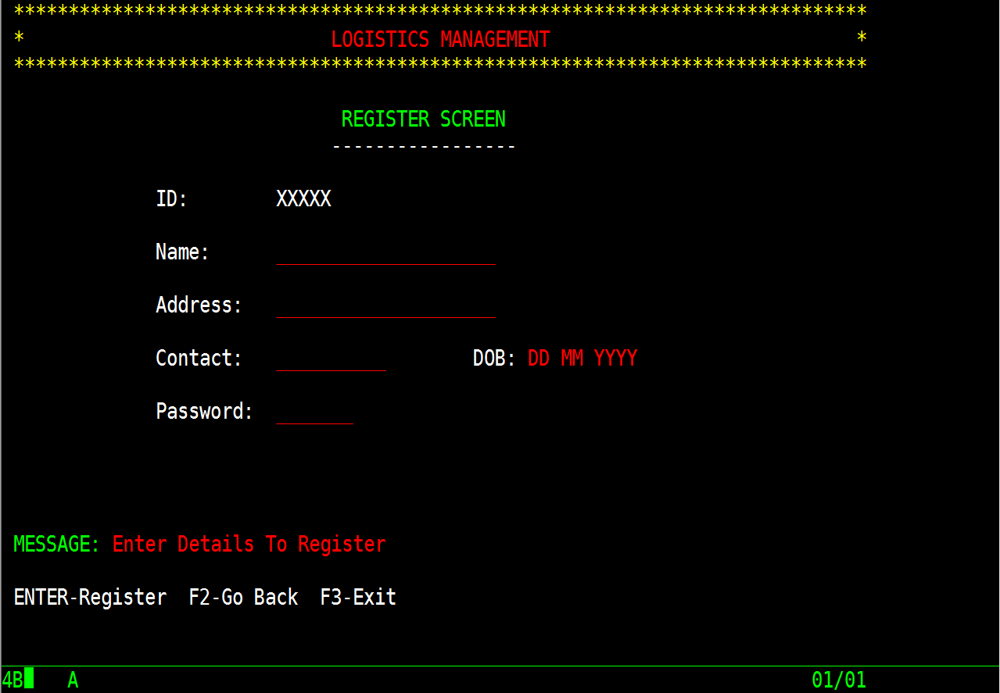 ******************************************************************************
* LOGISTICS MANAGEMENT *
******************************************************************************
REGISTER SCREEN
-----------------
ID: XXXXX
Name: ____________________
Address: ____________________
Contact: __________ DOB: DD MM YYYY
Password: _______
MESSAGE: Enter Details To Register
ENTER-Register F2-Go Back F3-Exit
4B A 01/01